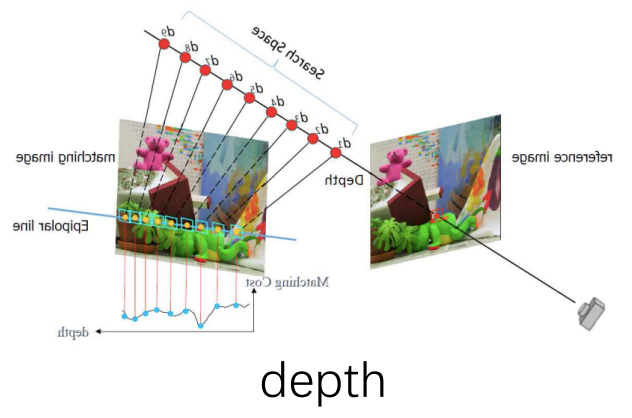 d9
d8
d7
d6
d5
d4
d3
d2
d1
Search Space
matching image
reference image
Depth
Epipolar line
Matching
Cost
depth
depth